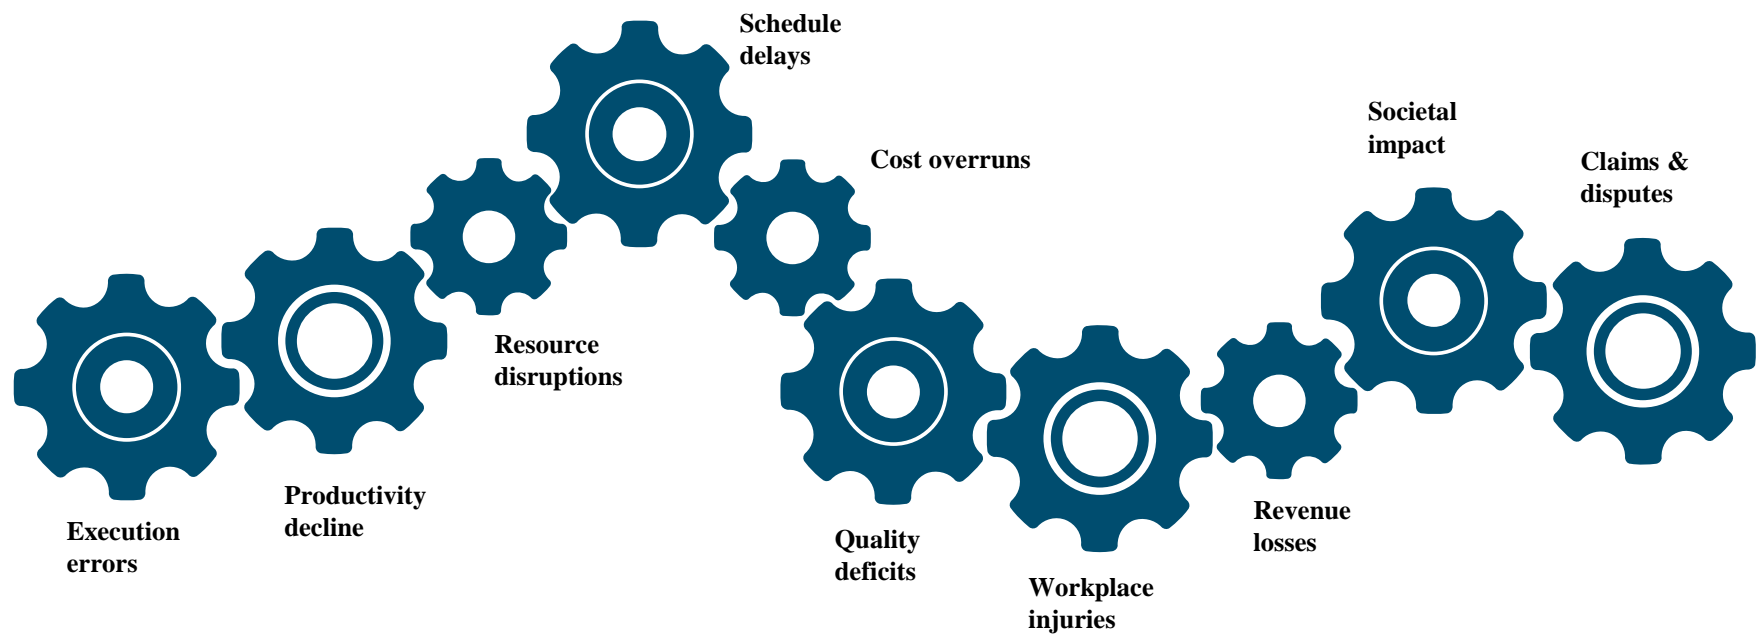 Execution
errors
Productivity
decline
Resource
disruptions
Schedule
delays
Cost overruns
Quality
deficits
Workplace
injuries
Revenue
losses
Societal
impact
Claims &
disputes